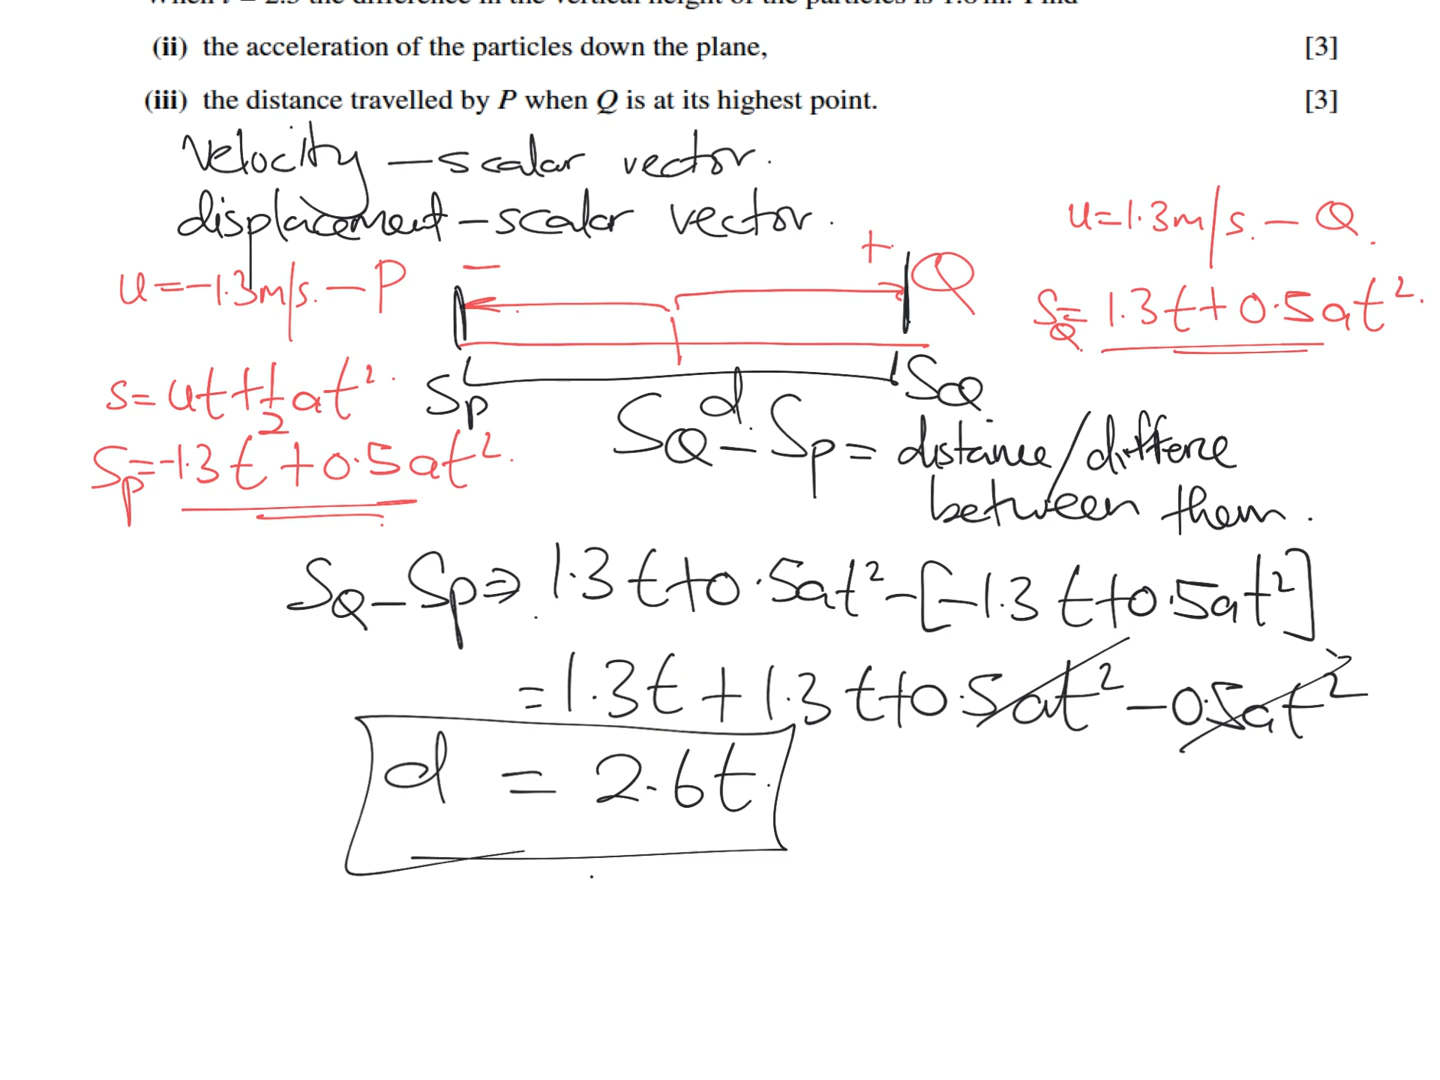 (ii) the acceleration of the particles down the plane, [3]
(iii) the distance travelled by P when Q is at its highest point. [3]
Velocity – scalar vector.
displacement – scalar vector.
u=1.3m/s. – Q.
+
u=-1.3m/s. – P
–
Q
S_Q = 1.3t+0.5at².
s=ut+½at².
Sp
d.
SQ
Sp=-1.3t+0.5at².
SQ – Sp = distance/differe
between them.
SQ – Sp ⇒ 1.3t+0.5at² – [-1.3t+0.5at²]
= 1.3t + 1.3t+0.5at² – 0.5at²
d = 2.6t.